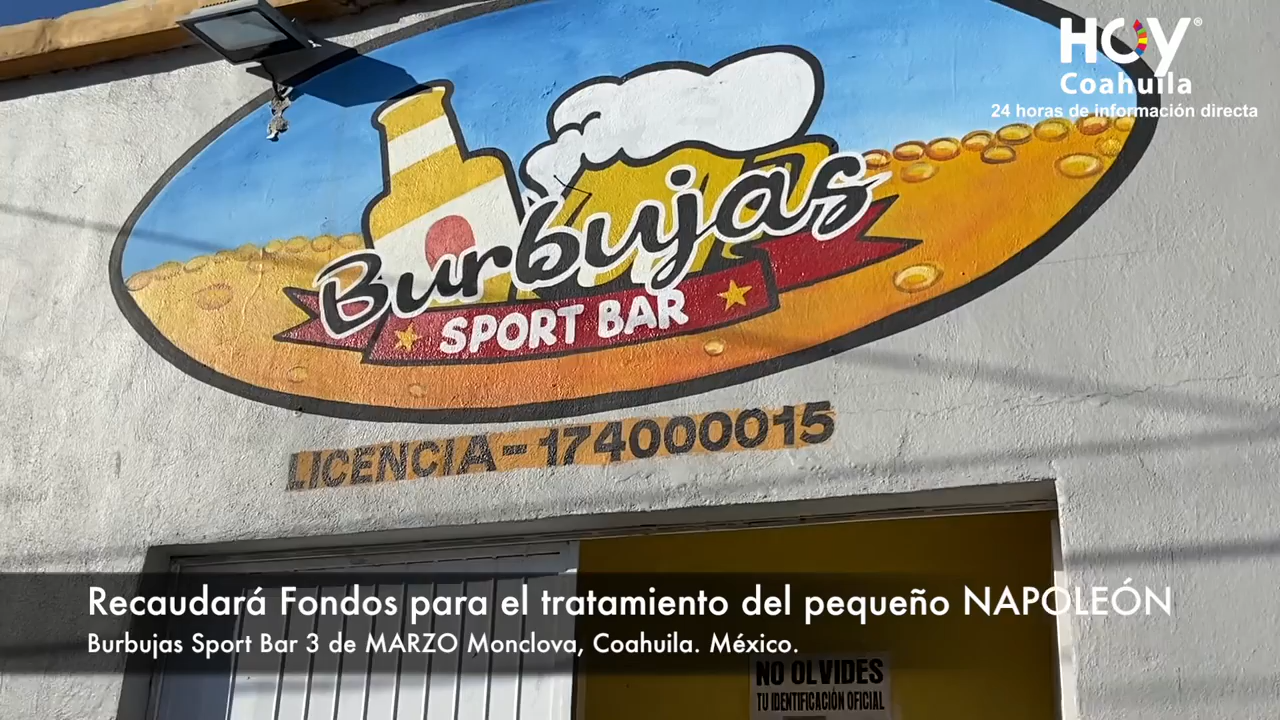 HOY®
Coahuila
24 horas de información directa
Burbujas
SPORT BAR
LICENCIA-174000015
Recaudará Fondos para el tratamiento del pequeño NAPOLEÓN
Burbujas Sport Bar 3 de MARZO Monclova, Coahuila. México.
NO OLVIDES
TU IDENTIFICACIÓN OFICIAL